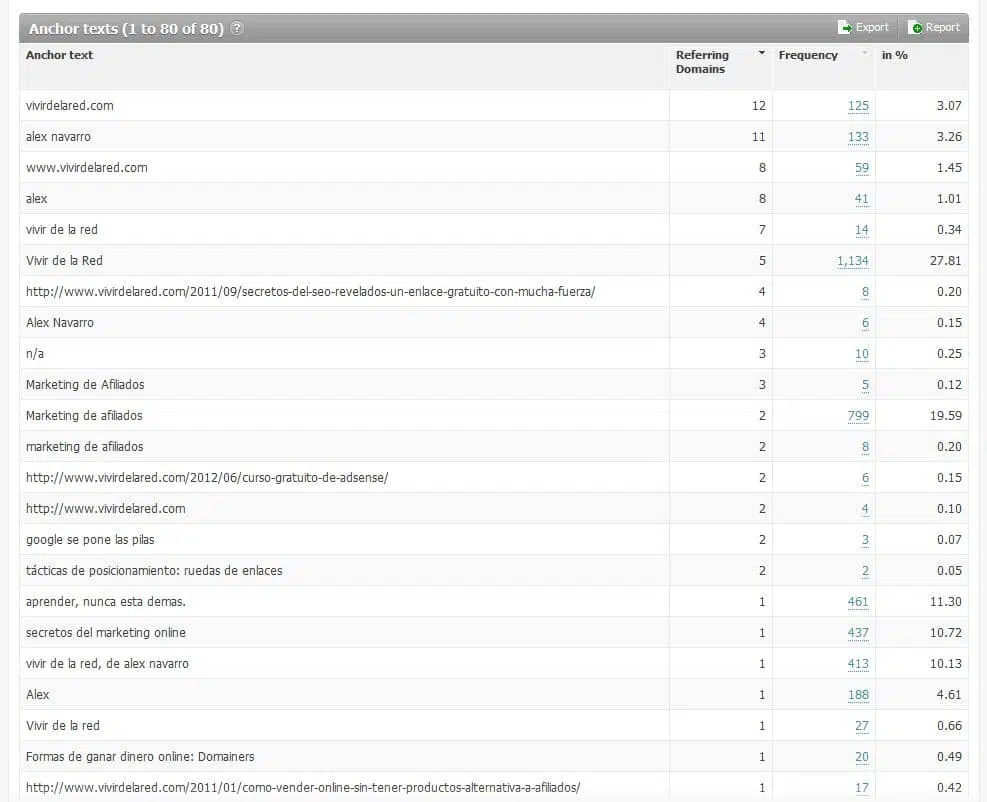 Anchor texts (1 to 80 of 80) ? Export Report
Anchor text Referring Domains Frequency in %
vivirdelared.com 12 125 3.07
alex navarro 11 133 3.26
www.vivirdelared.com 8 59 1.45
alex 8 41 1.01
vivir de la red 7 14 0.34
Vivir de la Red 5 1,134 27.81
http://www.vivirdelared.com/2011/09/secretos-del-seo-revelados-un-enlace-gratuito-con-mucha-fuerza/ 4 8 0.20
Alex Navarro 4 6 0.15
n/a 3 10 0.25
Marketing de Afiliados 3 5 0.12
Marketing de afiliados 2 799 19.59
marketing de afiliados 2 8 0.20
http://www.vivirdelared.com/2012/06/curso-gratuito-de-adsense/ 2 6 0.15
http://www.vivirdelared.com 2 4 0.10
google se pone las pilas 2 3 0.07
tácticas de posicionamiento: ruedas de enlaces 2 2 0.05
aprender, nunca esta demas. 1 461 11.30
secretos del marketing online 1 437 10.72
vivir de la red, de alex navarro 1 413 10.13
Alex 1 188 4.61
Vivir de la red 1 27 0.66
Formas de ganar dinero online: Domainers 1 20 0.49
http://www.vivirdelared.com/2011/01/como-vender-online-sin-tener-productos-alternativa-a-afiliados/ 1 17 0.42